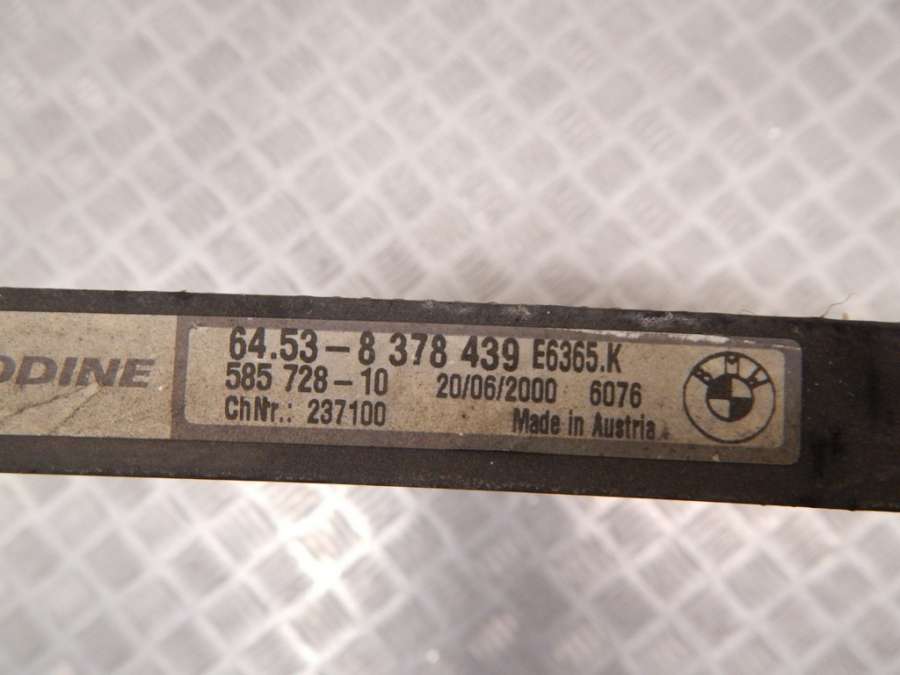 ODINE
64.53-8 378 439 E6365.K
585 728-10 20/06/2000 6076
ChNr.: 237100 Made in Austria
BMW